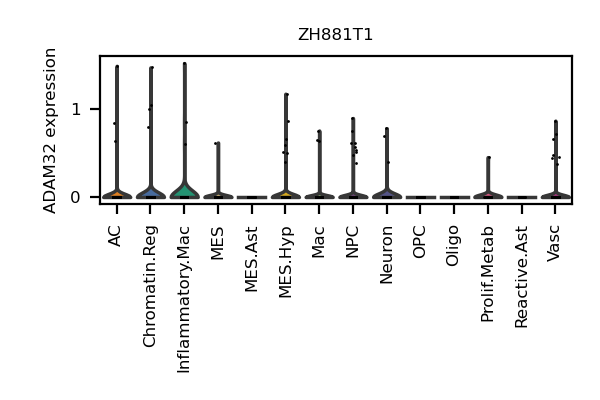 ZH881T1
ADAM32 expression
1
0
AC
Chromatin.Reg
Inflammatory.Mac
MES
MES.Ast
MES.Hyp
Mac
NPC
Neuron
OPC
Oligo
Prolif.Metab
Reactive.Ast
Vasc